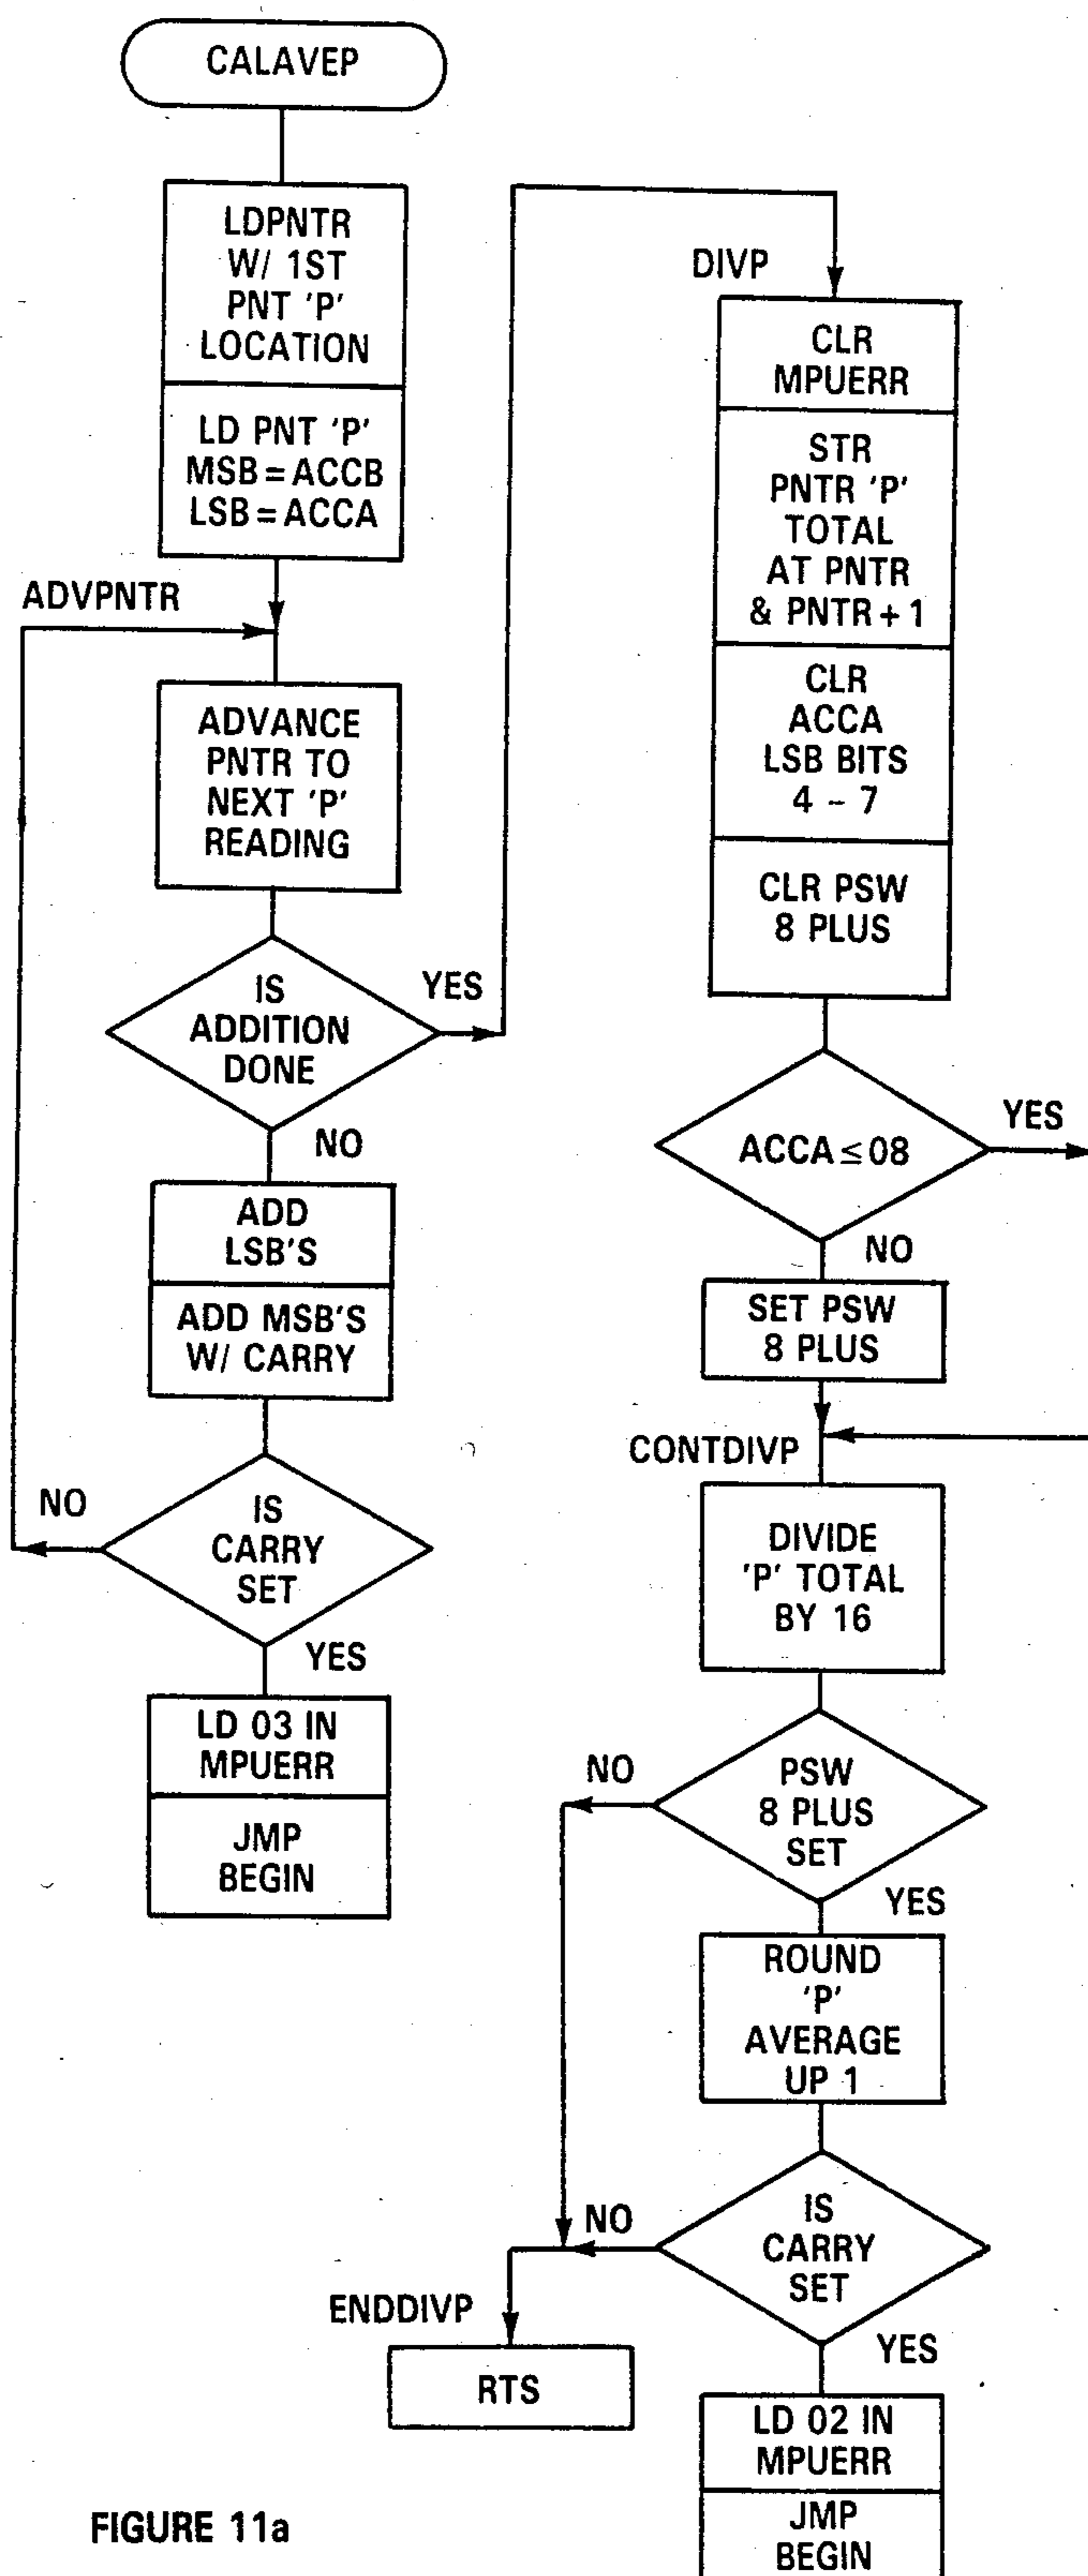 CALAVEP
LDPNTR
W/ 1ST
PNT 'P'
LOCATION
LD PNT 'P'
MSB = ACCB
LSB = ACCA
ADVPNTR
ADVANCE
PNTR TO
NEXT 'P'
READING
IS
ADDITION
DONE
YES
NO
ADD
LSB'S
ADD MSB'S
W/ CARRY
NO
IS
CARRY
SET
YES
LD 03 IN
MPUERR
JMP
BEGIN
DIVP
CLR
MPUERR
STR
PNTR 'P'
TOTAL
AT PNTR
& PNTR + 1
CLR
ACCA
LSB BITS
4 - 7
CLR PSW
8 PLUS
ACCA ≤ 08
YES
NO
SET PSW
8 PLUS
CONTDIVP
DIVIDE
'P' TOTAL
BY 16
NO
PSW
8 PLUS
SET
YES
ROUND
'P'
AVERAGE
UP 1
NO
IS
CARRY
SET
ENDDIVP
RTS
YES
LD 02 IN
MPUERR
JMP
BEGIN
FIGURE 11a